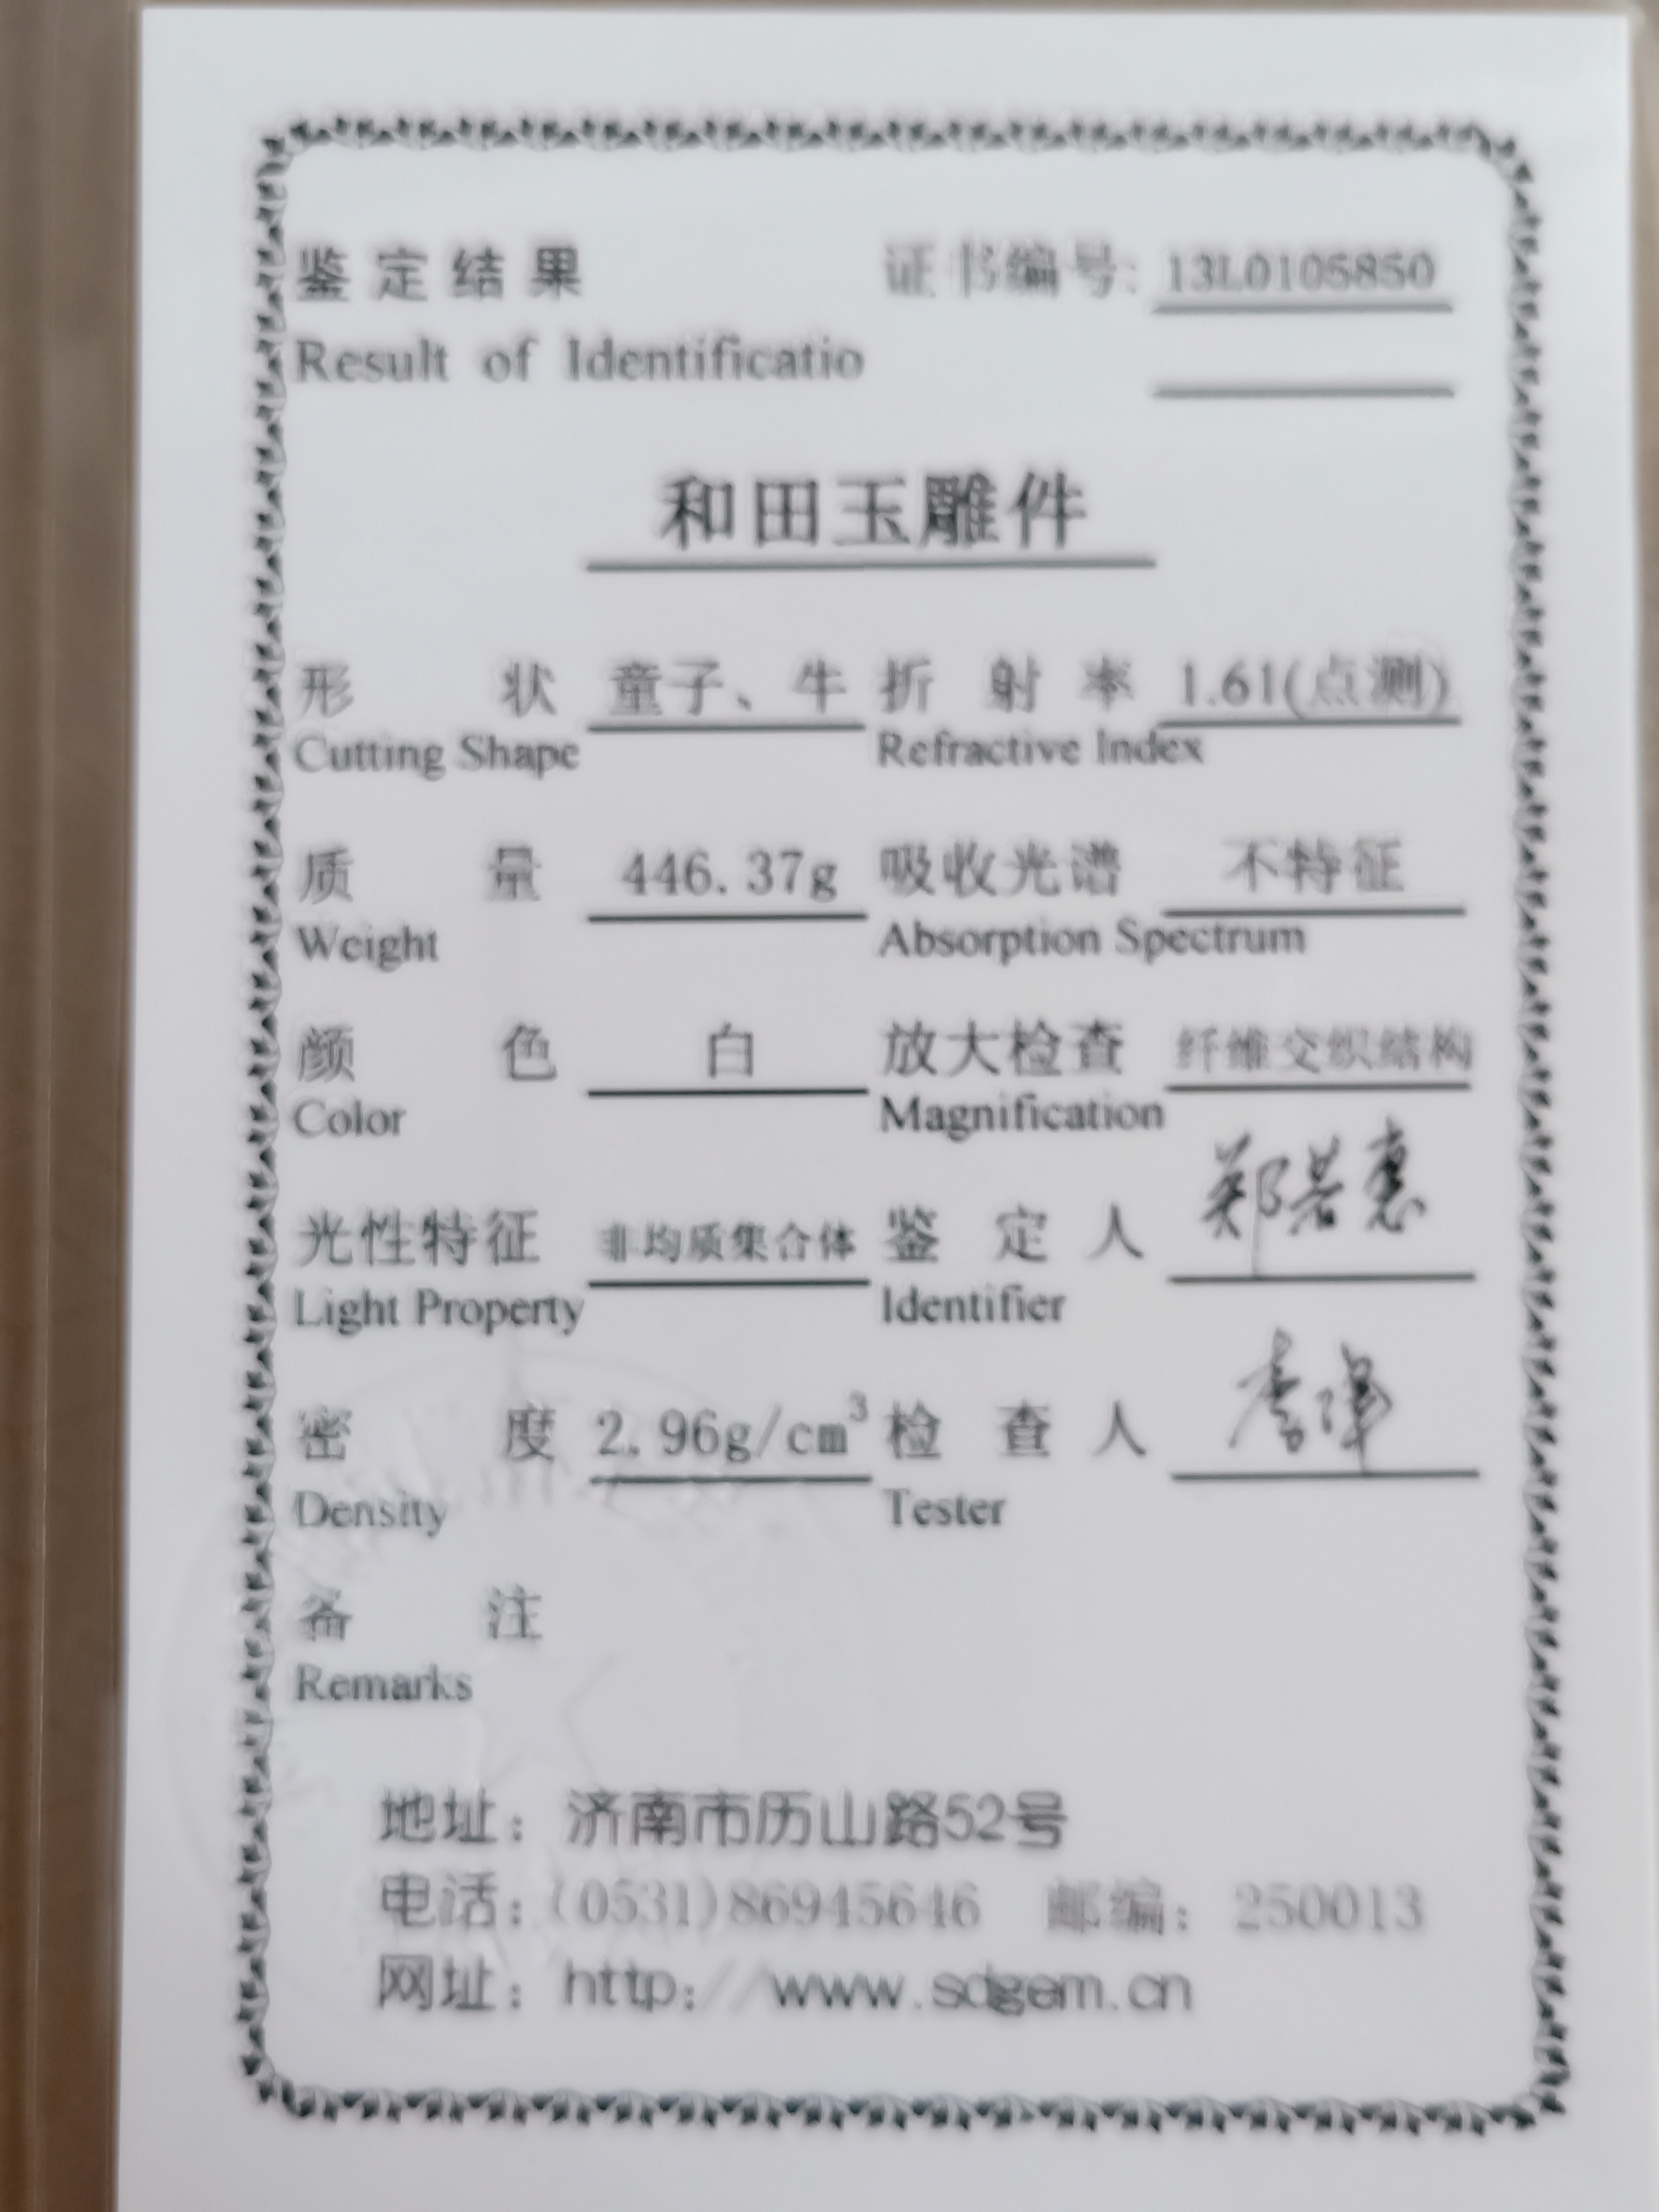 鉴定结果 证书编号: 13L0105850
Result of Identificatio
和田玉雕件
形状 童子、牛 折射率 1.61(点测)
Cutting Shape Refractive Index
质量 446.37g 吸收光谱 不特征
Weight Absorption Spectrum
颜色 白 放大检查 纤维交织结构
Color Magnification
光性特征 非均质集合体 鉴定人 郑若惠
Light Property Identifier
密度 2.96g/cm³ 检查人
Density Tester
备注
Remarks
地址：济南市历山路52号
电话：(0531)86945646 邮编：250013
网址：http://www.sdgem.cn